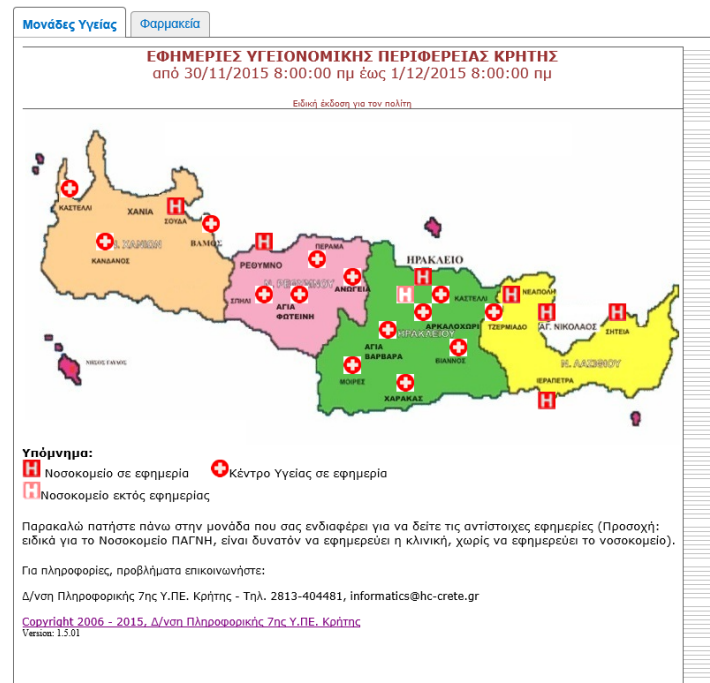 Μονάδες Υγείας
Φαρμακεία
ΕΦΗΜΕΡΙΕΣ ΥΓΕΙΟΝΟΜΙΚΗΣ ΠΕΡΙΦΕΡΕΙΑΣ ΚΡΗΤΗΣ
από 30/11/2015 8:00:00 πμ έως 1/12/2015 8:00:00 πμ
Ειδική έκδοση για τον πολίτη
ΚΑΣΤΕΛΛΙ
ΧΑΝΙΑ
ΣΟΥΔΑ
Ν. ΧΑΝΙΩΝ
ΒΑΜΟΣ
ΚΑΝΔΑΝΟΣ
ΝΗΣΟΣ ΓΑΥΔΟΣ
ΡΕΘΥΜΝΟ
ΠΕΡΑΜΑ
Ν. ΡΕΘΥΜΝΟΥ
ΑΝΩΓΕΙΑ
ΣΠΗΛΙ
ΑΓΙΑ
ΦΩΤΕΙΝΗ
ΗΡΑΚΛΕΙΟ
ΚΑΣΤΕΛΛΙ
ΑΡΚΑΛΟΧΩΡΙ
ΗΡΑΚΛΕΙΟΥ
ΑΓΙΑ
ΒΑΡΒΑΡΑ
ΒΙΑΝΝΟΣ
ΜΟΙΡΕΣ
ΧΑΡΑΚΑΣ
ΝΕΑΠΟΛΗ
ΤΖΕΡΜΙΑΔΟ
ΑΓ. ΝΙΚΟΛΑΟΣ
ΣΗΤΕΙΑ
Ν. ΛΑΣΙΘΙΟΥ
ΙΕΡΑΠΕΤΡΑ
Υπόμνημα:
H Νοσοκομείο σε εφημερία Κέντρο Υγείας σε εφημερία
H Νοσοκομείο εκτός εφημερίας
Παρακαλώ πατήστε πάνω στην μονάδα που σας ενδιαφέρει για να δείτε τις αντίστοιχες εφημερίες (Προσοχή:
ειδικά για το Νοσοκομείο ΠΑΓΝΗ, είναι δυνατόν να εφημερεύει η κλινική, χωρίς να εφημερεύει το νοσοκομείο).
Για πληροφορίες, προβλήματα επικοινωνήστε:
Δ/νση Πληροφορικής 7ης Υ.ΠΕ. Κρήτης - Τηλ. 2813-404481, informatics@hc-crete.gr
Copyright 2006 - 2015, Δ/νση Πληροφορικής 7ης Υ.ΠΕ. Κρήτης
Version: 1.5.01